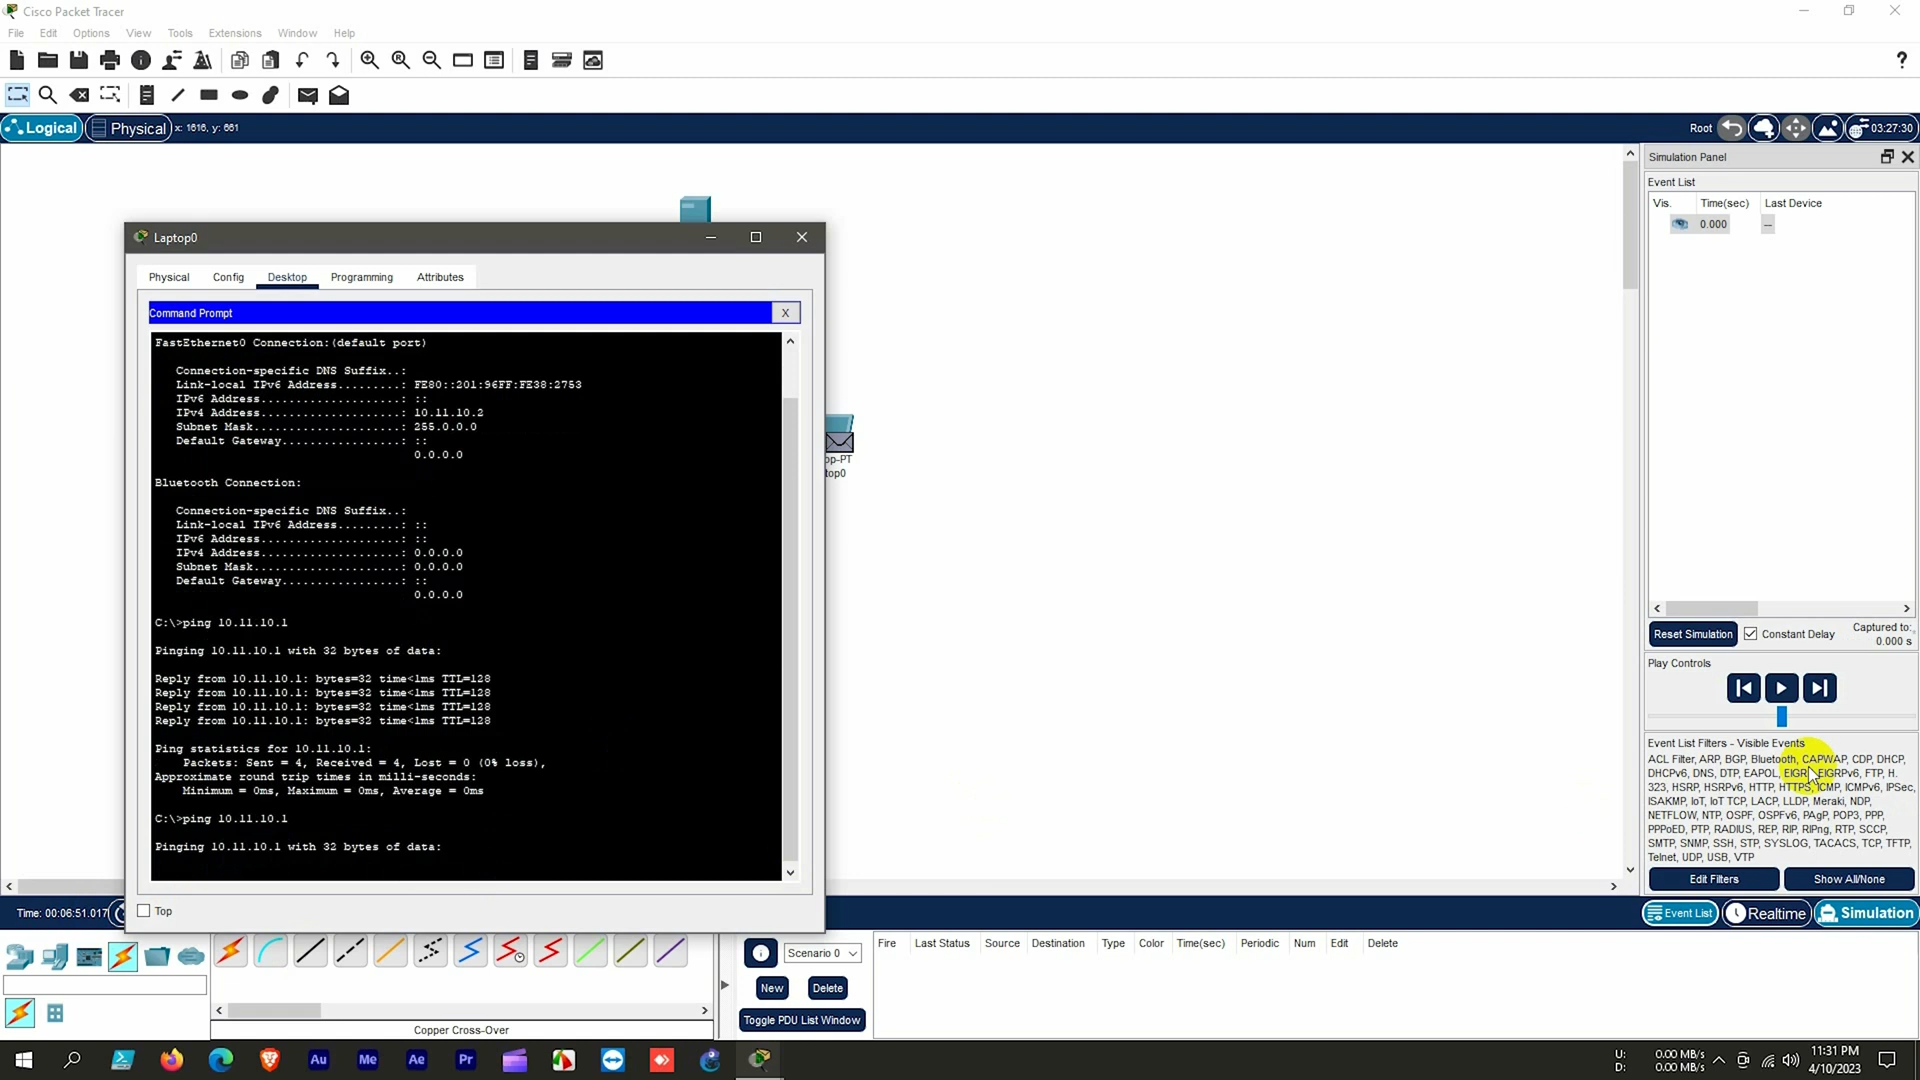 Cisco Packet Tracer
File Edit Options View Tools Extensions Window Help
Logical Physical x: 1616, y: 661
Root 03:27:30
Simulation Panel
Event List
Vis. Time(sec) Last Device
0.000 --
Laptop0
Physical Config Desktop Programming Attributes
Command Prompt X
FastEthernet0 Connection:(default port)
Connection-specific DNS Suffix..:
Link-local IPv6 Address.........: FE80::201:96FF:FE38:2753
IPv6 Address....................: ::
IPv4 Address....................: 10.11.10.2
Subnet Mask.....................: 255.0.0.0
Default Gateway.................: ::
0.0.0.0
Bluetooth Connection:
Connection-specific DNS Suffix..:
Link-local IPv6 Address.........: ::
IPv6 Address....................: ::
IPv4 Address....................: 0.0.0.0
Subnet Mask.....................: 0.0.0.0
Default Gateway.................: ::
0.0.0.0
C:\>ping 10.11.10.1
Pinging 10.11.10.1 with 32 bytes of data:
Reply from 10.11.10.1: bytes=32 time<1ms TTL=128
Reply from 10.11.10.1: bytes=32 time<1ms TTL=128
Reply from 10.11.10.1: bytes=32 time<1ms TTL=128
Reply from 10.11.10.1: bytes=32 time<1ms TTL=128
Ping statistics for 10.11.10.1:
Packets: Sent = 4, Received = 4, Lost = 0 (0% loss),
Approximate round trip times in milli-seconds:
Minimum = 0ms, Maximum = 0ms, Average = 0ms
C:\>ping 10.11.10.1
Pinging 10.11.10.1 with 32 bytes of data:
Top
op-PT
top0
Reset Simulation Constant Delay Captured to:
0.000 s
Play Controls
Event List Filters - Visible Events
ACL Filter, ARP, BGP, Bluetooth, CAPWAP, CDP, DHCP,
DHCPv6, DNS, DTP, EAPOL, EIGRP, EIGRPv6, FTP, H.
323, HSRP, HSRPv6, HTTP, HTTPS, ICMP, ICMPv6, IPSec,
ISAKMP, IoT, IoT TCP, LACP, LLDP, Meraki, NDP,
NETFLOW, NTP, OSPF, OSPFv6, PAgP, POP3, PPP,
PPPoED, PTP, RADIUS, REP, RIP, RIPng, RTP, SCCP,
SMTP, SNMP, SSH, STP, SYSLOG, TACACS, TCP, TFTP,
Telnet, UDP, USB, VTP
Edit Filters Show All/None
Time: 00:06:51.017
Event List Realtime Simulation
Scenario 0
New Delete
Toggle PDU List Window
Fire Last Status Source Destination Type Color Time(sec) Periodic Num Edit Delete
Copper Cross-Over
Au Me Ae Pr
U: 0.00 MB/s
D: 0.00 MB/s
11:31 PM
4/10/2023